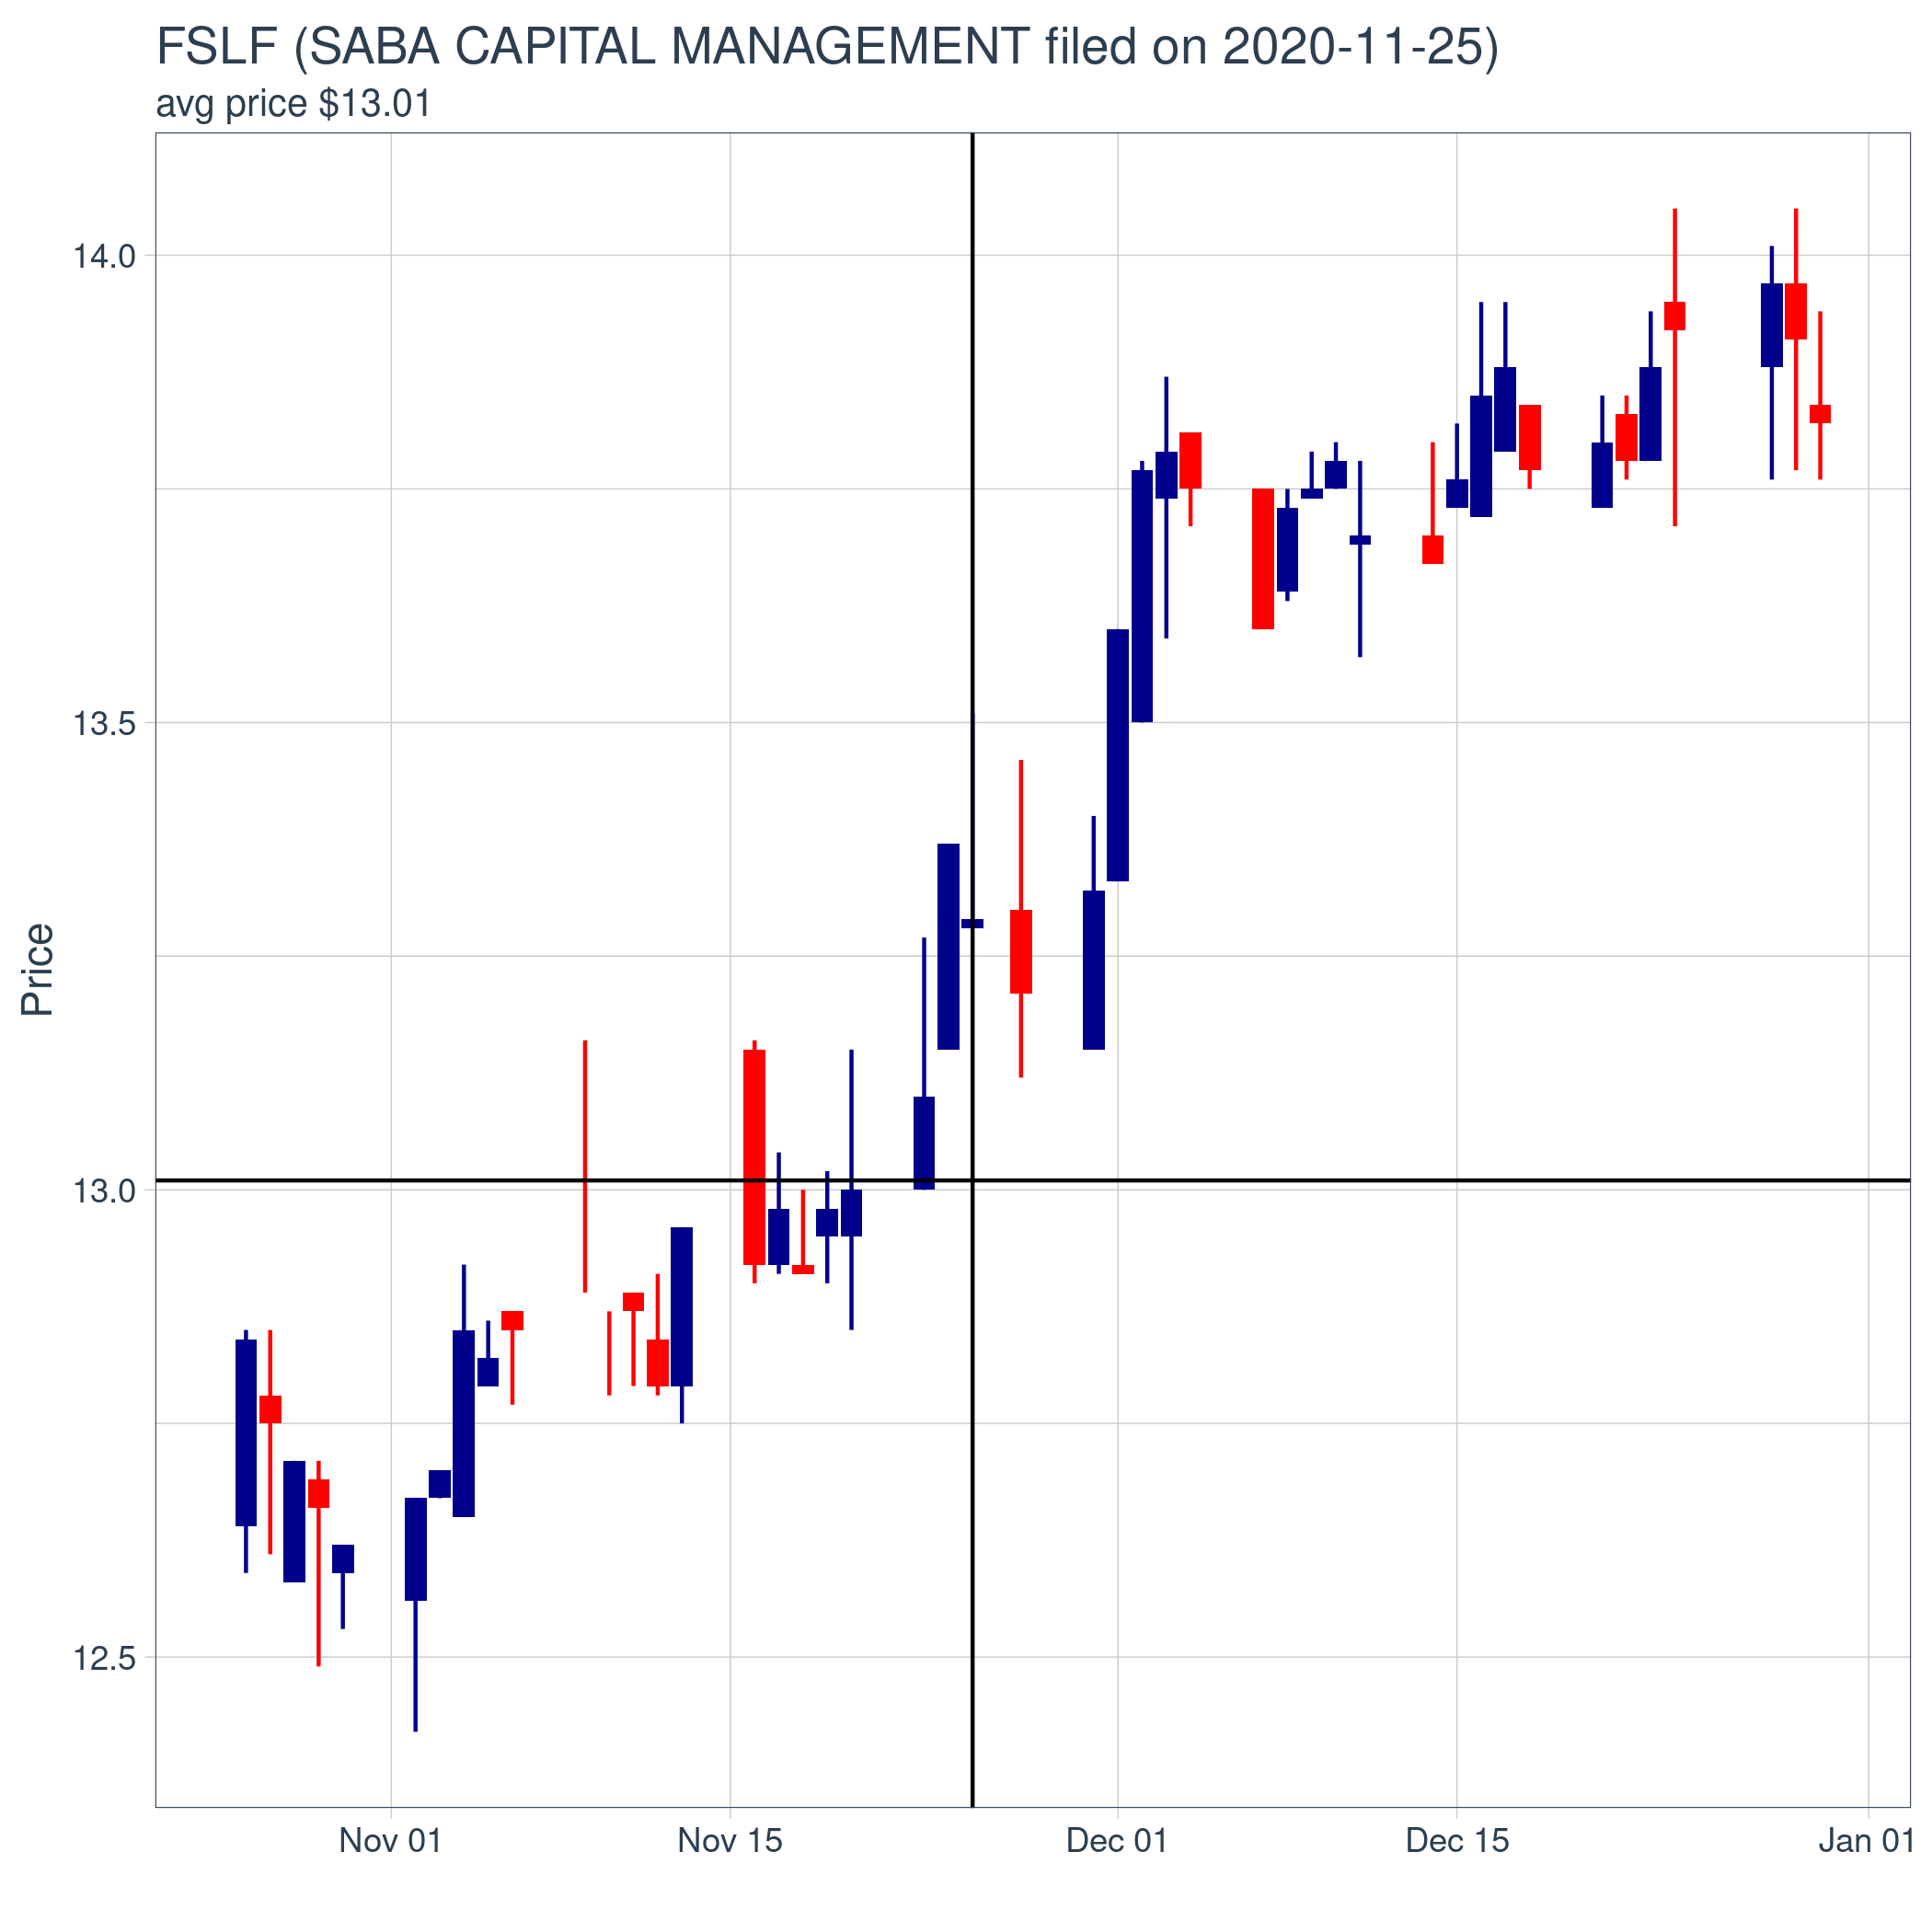 FSLF (SABA CAPITAL MANAGEMENT filed on 2020-11-25)
avg price $13.01
14.0
13.5
13.0
12.5
Price
Nov 01 Nov 15 Dec 01 Dec 15 Jan 01